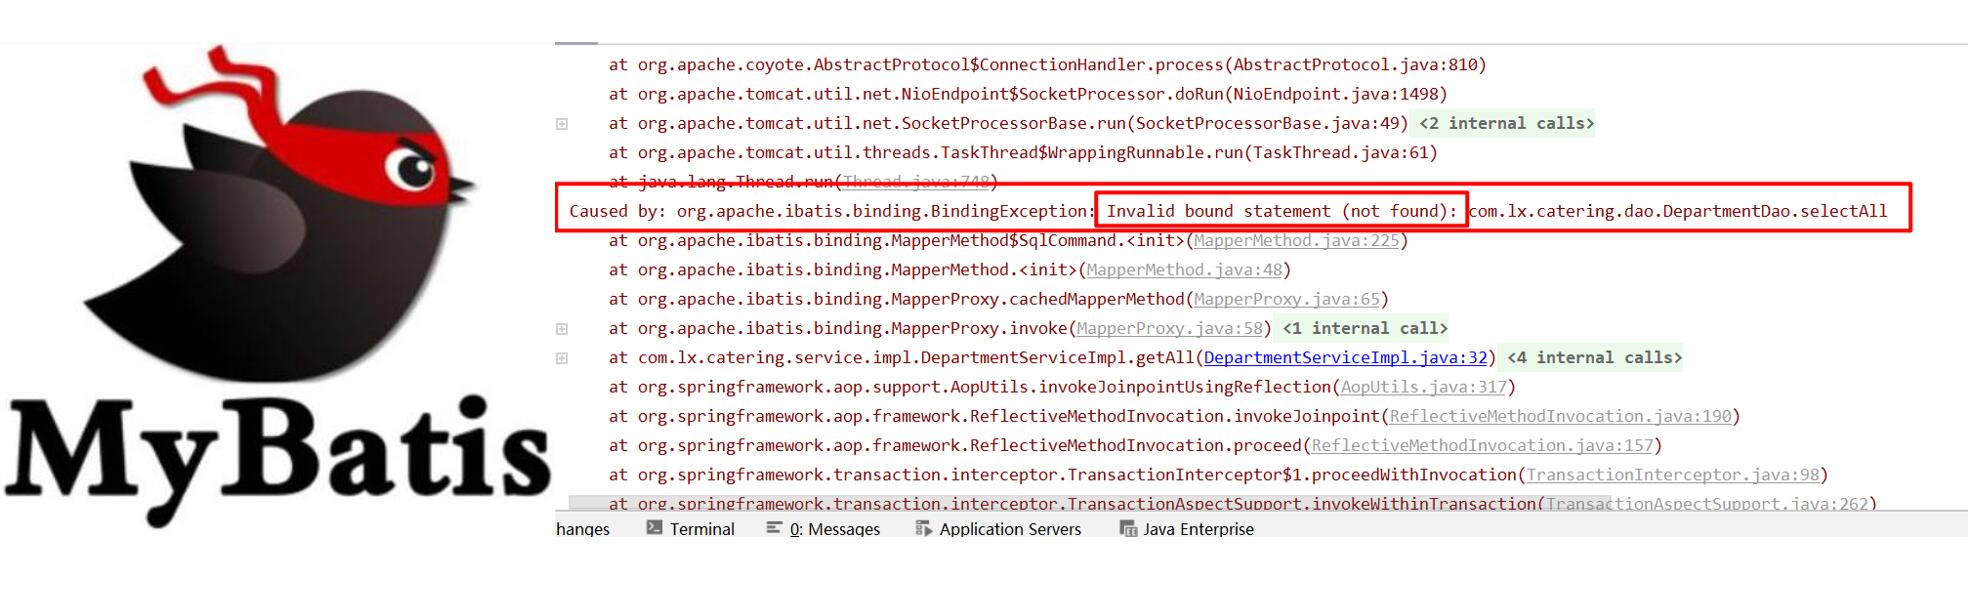 MyBatis
at org.apache.coyote.AbstractProtocol$ConnectionHandler.process(AbstractProtocol.java:810)
at org.apache.tomcat.util.net.NioEndpoint$SocketProcessor.doRun(NioEndpoint.java:1498)
at org.apache.tomcat.util.net.SocketProcessorBase.run(SocketProcessorBase.java:49) <2 internal calls>
at org.apache.tomcat.util.threads.TaskThread$WrappingRunnable.run(TaskThread.java:61)
at java.lang.Thread.run(Thread.java:748)
Caused by: org.apache.ibatis.binding.BindingException: Invalid bound statement (not found): com.lx.catering.dao.DepartmentDao.selectAll
at org.apache.ibatis.binding.MapperMethod$SqlCommand.<init>(MapperMethod.java:225)
at org.apache.ibatis.binding.MapperMethod.<init>(MapperMethod.java:48)
at org.apache.ibatis.binding.MapperProxy.cachedMapperMethod(MapperProxy.java:65)
at org.apache.ibatis.binding.MapperProxy.invoke(MapperProxy.java:58) <1 internal call>
at com.lx.catering.service.impl.DepartmentServiceImpl.getAll(DepartmentServiceImpl.java:32) <4 internal calls>
at org.springframework.aop.support.AopUtils.invokeJoinpointUsingReflection(AopUtils.java:317)
at org.springframework.aop.framework.ReflectiveMethodInvocation.invokeJoinpoint(ReflectiveMethodInvocation.java:190)
at org.springframework.aop.framework.ReflectiveMethodInvocation.proceed(ReflectiveMethodInvocation.java:157)
at org.springframework.transaction.interceptor.TransactionInterceptor$1.proceedWithInvocation(TransactionInterceptor.java:98)
at org.springframework.transaction.interceptor.TransactionAspectSupport.invokeWithinTransaction(TransactionAspectSupport.java:262)
hanges Terminal 0: Messages Application Servers Java Enterprise